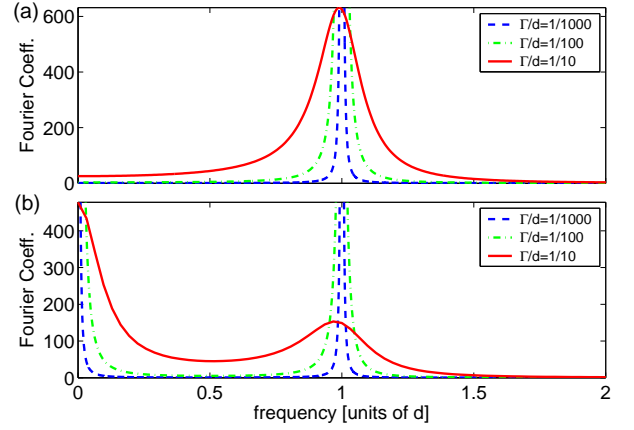 (a)
600
400
200
0
Fourier Coeff.
Γ/d=1/1000
Γ/d=1/100
Γ/d=1/10
(b)
400
300
200
100
0
Fourier Coeff.
Γ/d=1/1000
Γ/d=1/100
Γ/d=1/10
0 0.5 1 1.5 2
frequency [units of d]